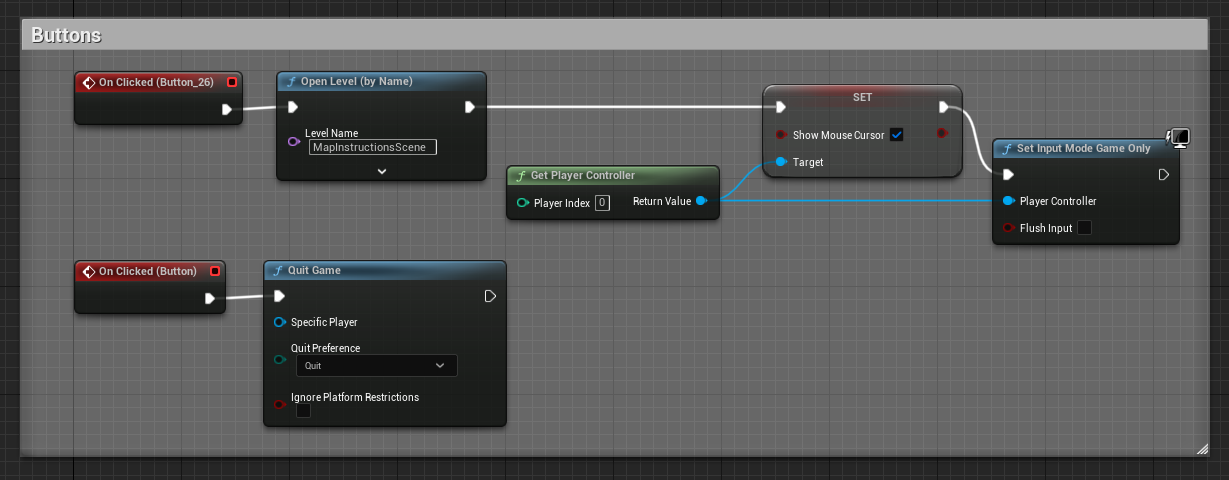 Buttons
On Clicked (Button_26)
f Open Level (by Name)
Level Name
MapInstructionsScene
SET
Show Mouse Cursor
Target
f Get Player Controller
Player Index 0 Return Value
f Set Input Mode Game Only
Player Controller
Flush Input
On Clicked (Button)
f Quit Game
Specific Player
Quit Preference
Quit
Ignore Platform Restrictions